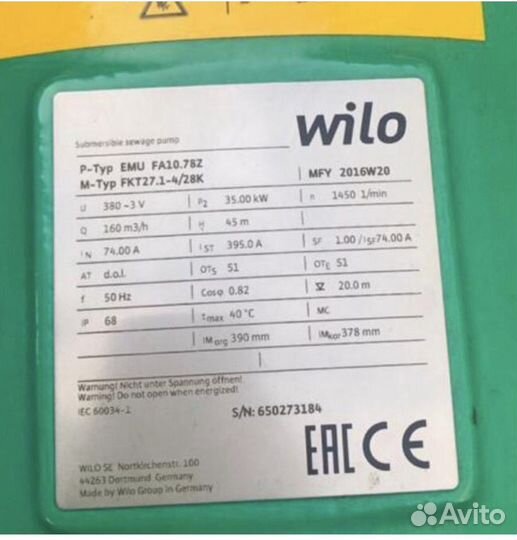 Submersible sewage pump
wilo
P-Typ EMU FA10.78Z
M-Typ FKT27.1-4/28K
MFY 2016W20
U 380~3 V P2 35.00 kW n 1450 1/min
Q 160 m3/h H 45 m
IN 74.00 A IST 395.0 A SF 1.00 / ISF 74.00 A
AT d.o.l. OTS S1 OTE S1
f 50 Hz Cosφ 0.82 20.0 m
IP 68 Tmax 40°C MC
IMorg 390 mm IMkor 378 mm
Warnung! Nicht unter Spannung öffnen!
Warning! Do not open when energized!
IEC 60034-1
S/N: 650273184
EAC CE
WILO SE Nortkirchenstr. 100
44263 Dortmund Germany
Made by Wilo Group in Germany
Avito